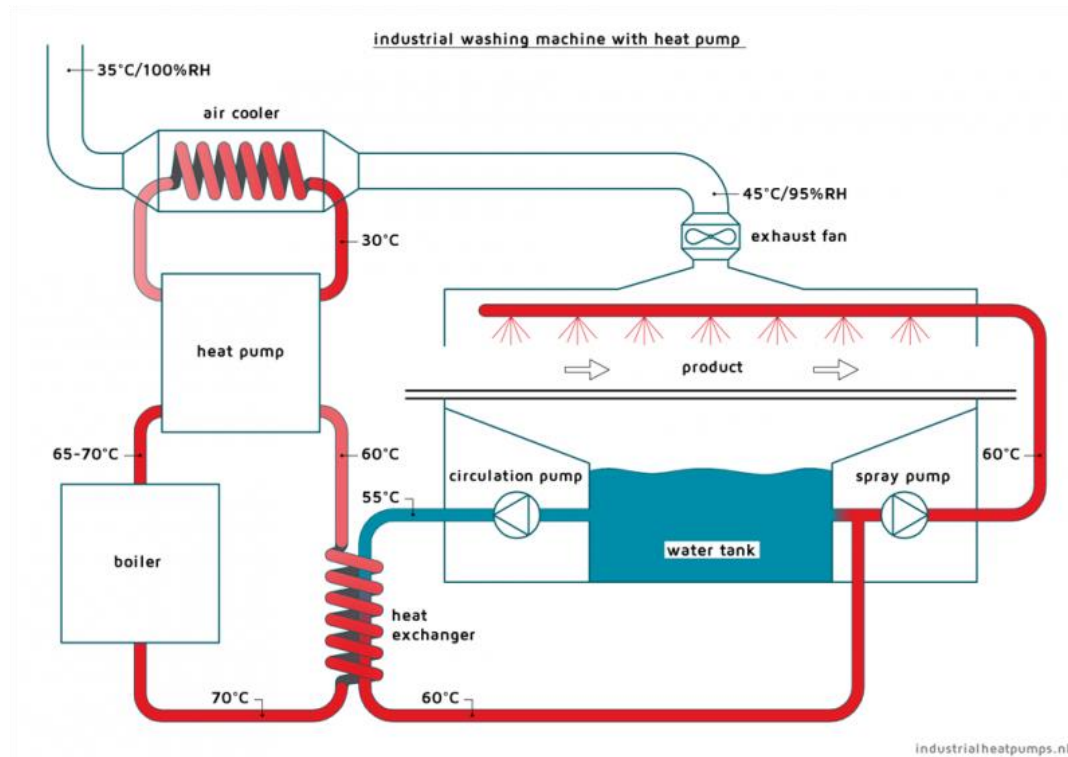 industrial washing machine with heat pump
35°C/100%RH
air cooler
45°C/95%RH
exhaust fan
30°C
heat pump
product
65-70°C
60°C
circulation pump
spray pump
60°C
55°C
water tank
boiler
heat
exchanger
70°C
60°C
industrialheatpumps.nl